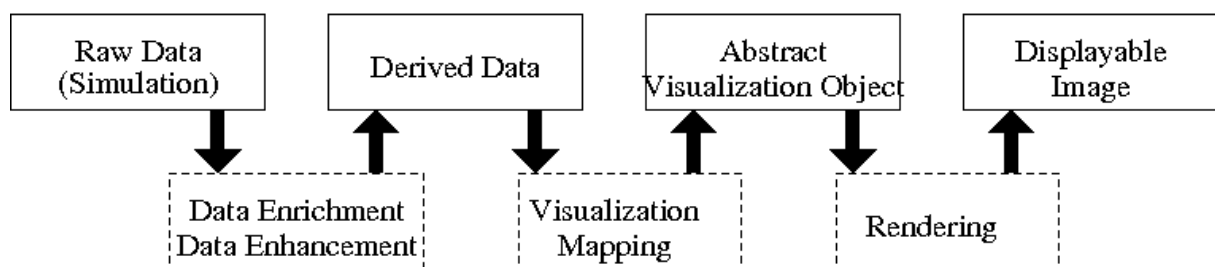 Raw Data
(Simulation)
Derived Data
Abstract
Visualization Object
Displayable
Image
Data Enrichment
Data Enhancement
Visualization
Mapping
Rendering